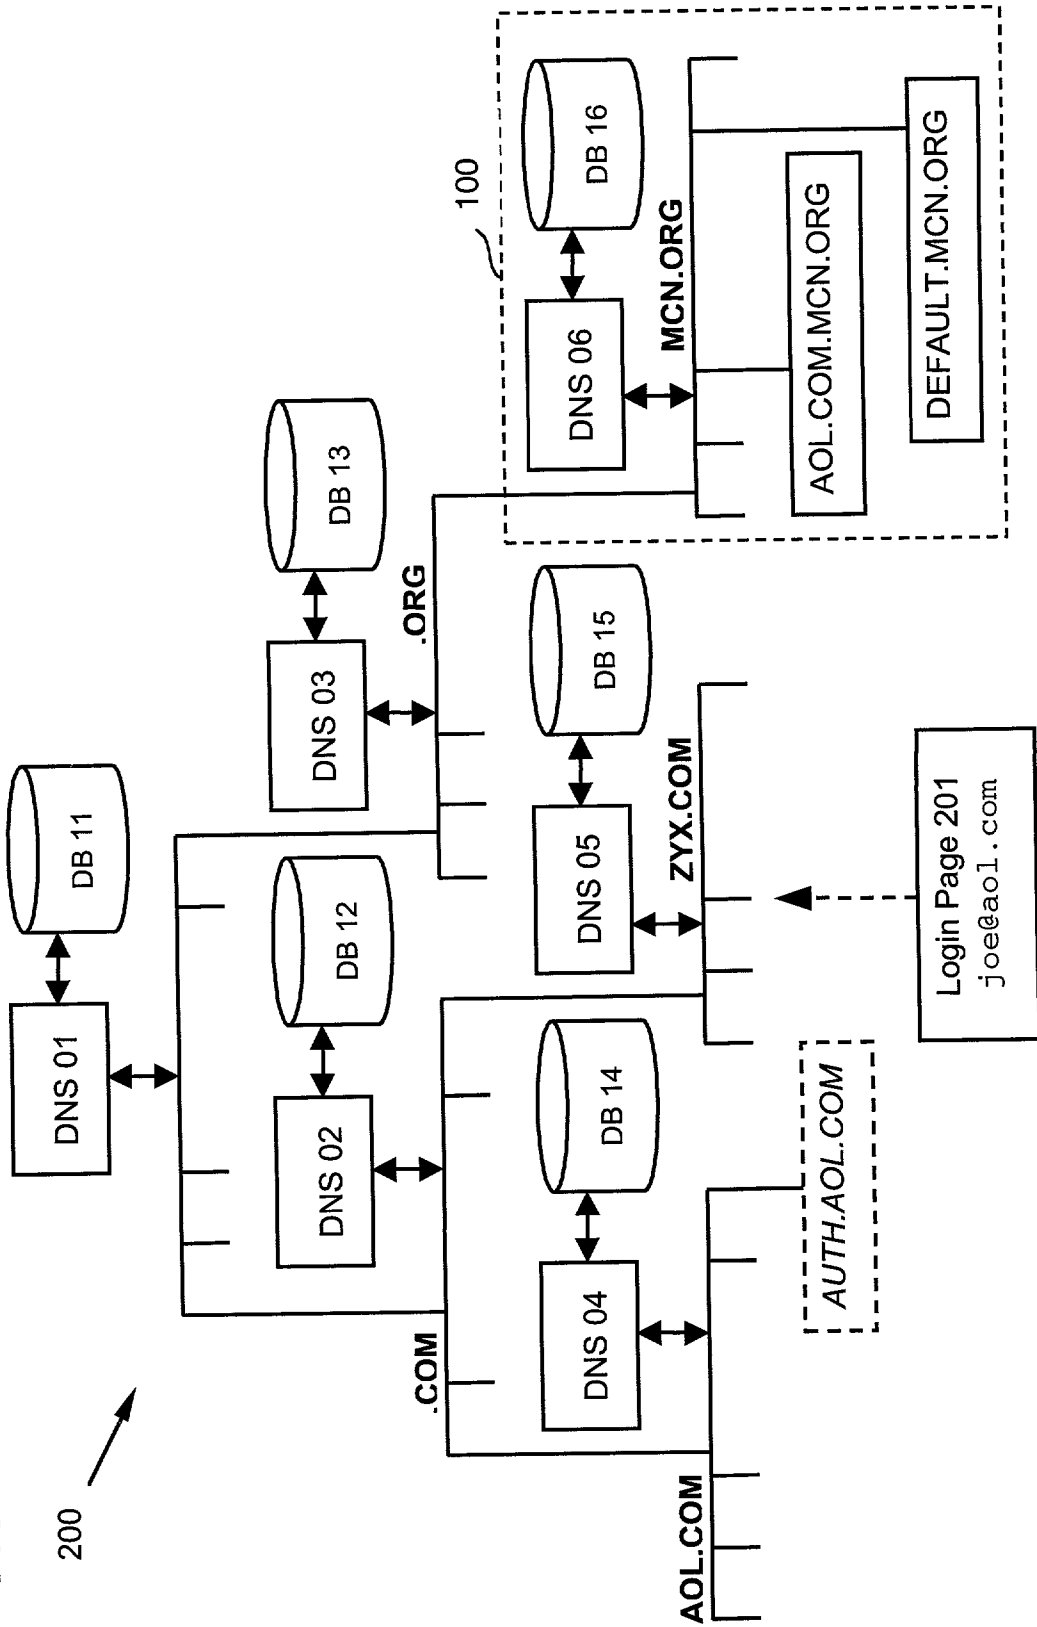 200
DNS 01
DB 11
.COM
DNS 02
DB 12
.ORG
DNS 03
DB 13
100
AOL.COM
DNS 04
DB 14
ZYX.COM
DNS 05
DB 15
MCN.ORG
DNS 06
DB 16
AUTH.AOL.COM
Login Page 201
joe@aol.com
AOL.COM.MCN.ORG
DEFAULT.MCN.ORG